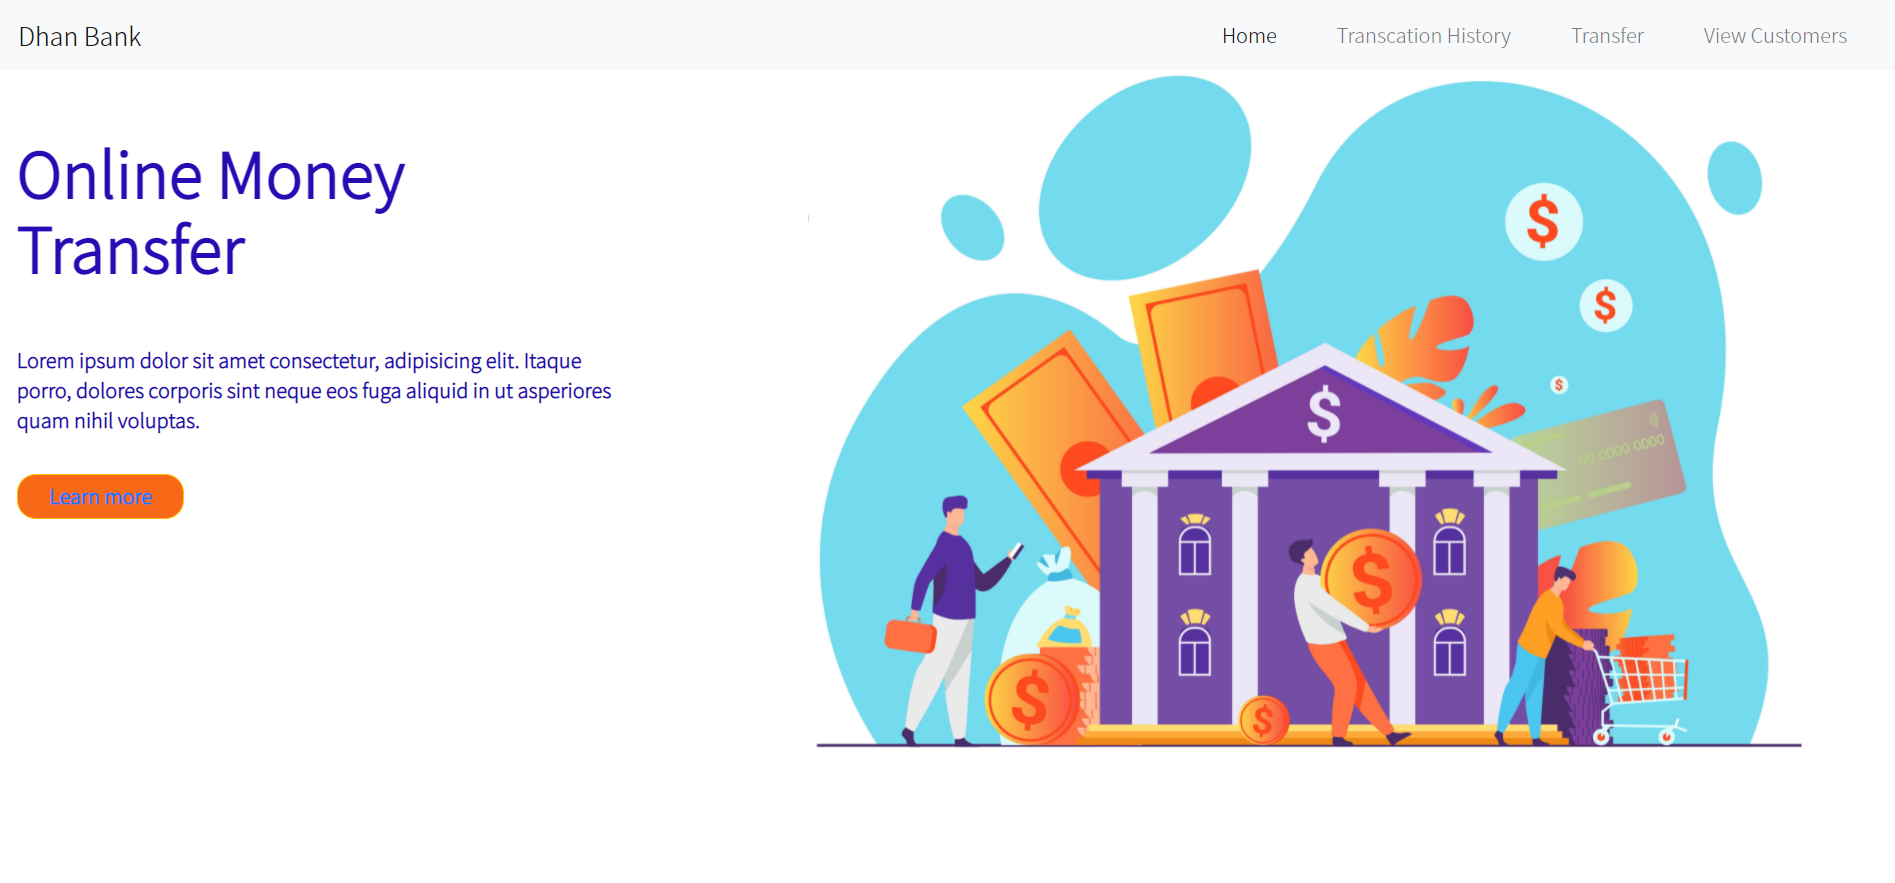 Dhan Bank
Home
Transcation History
Transfer
View Customers
Online Money
Transfer
Lorem ipsum dolor sit amet consectetur, adipisicing elit. Itaque
porro, dolores corporis sint neque eos fuga aliquid in ut asperiores
quam nihil voluptas.
Learn more
$
$
$
$
00 0000 0000
$
$
$